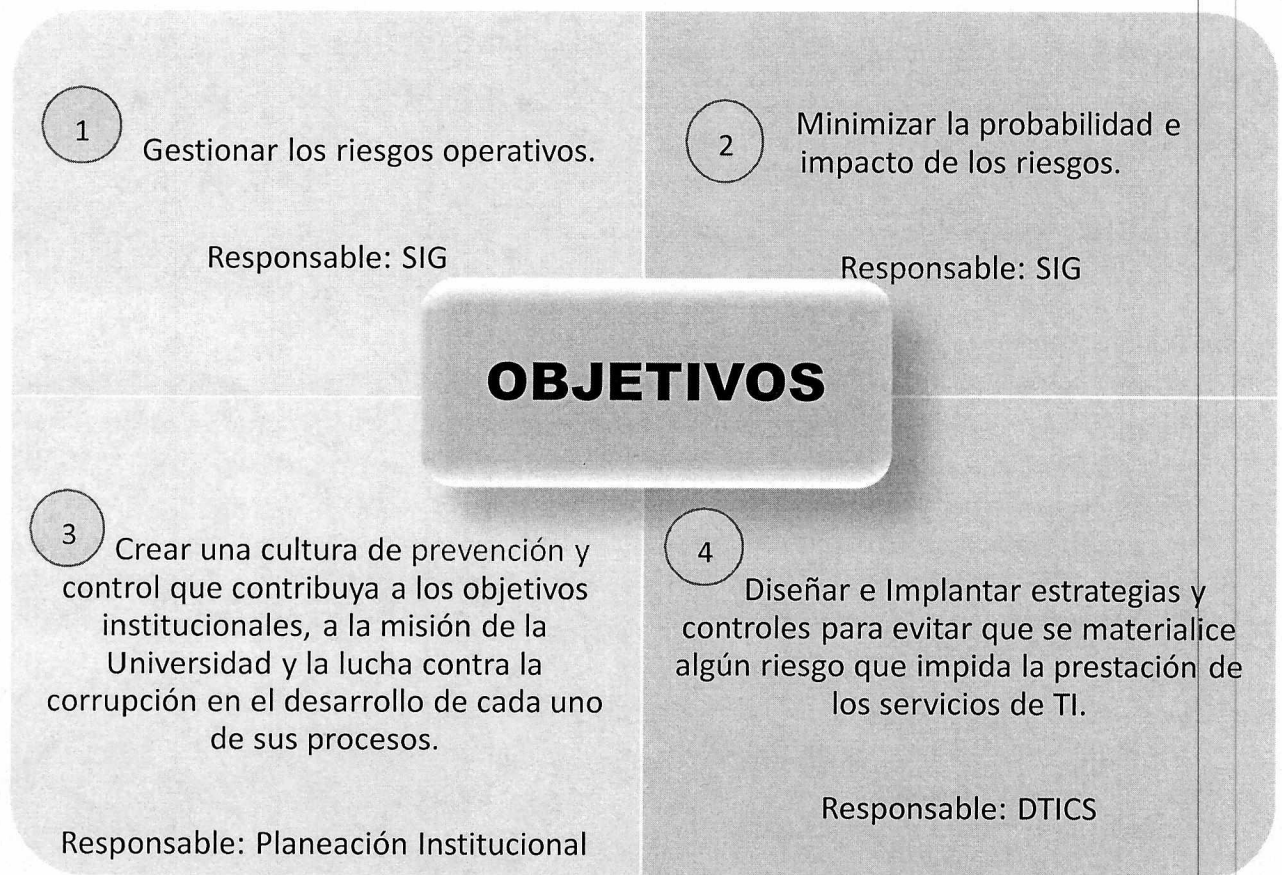 1
Gestionar los riesgos operativos.
Responsable: SIG
2
Minimizar la probabilidad e
impacto de los riesgos.
Responsable: SIG
OBJETIVOS
3
Crear una cultura de prevención y
control que contribuya a los objetivos
institucionales, a la misión de la
Universidad y la lucha contra la
corrupción en el desarrollo de cada uno
de sus procesos.
Responsable: Planeación Institucional
4
Diseñar e Implantar estrategias y
controles para evitar que se materialice
algún riesgo que impida la prestación de
los servicios de TI.
Responsable: DTICS